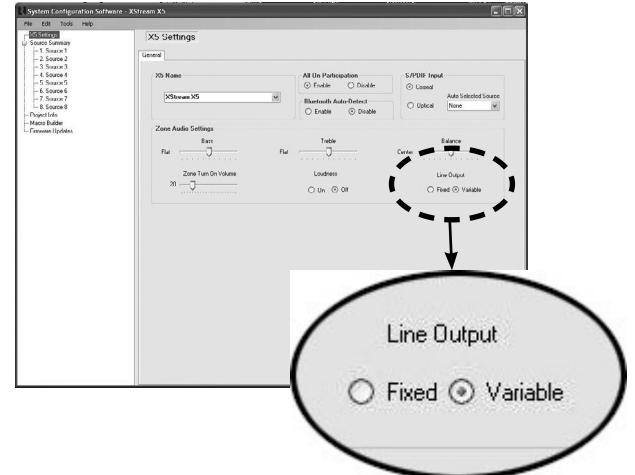 System Configuration Software - XStream X5
File Edit Tools Help
X5 Settings
Source Summary
1. Source 1
2. Source 2
3. Source 3
4. Source 4
5. Source 5
6. Source 6
7. Source 7
8. Source 8
Project Info
Macro Builder
Firmware Updates
X5 Settings
General
X5 Name
XStream X5
All On Participation
Enable Disable
Bluetooth Auto-Detect
Enable Disable
S/PDIF Input
Coaxial
Optical
Auto Selected Source
None
Zone Audio Settings
Bass
Flat
Treble
Flat
Balance
Center
Zone Turn On Volume
20
Loudness
On Off
Line Output
Fixed Variable
Line Output
Fixed Variable